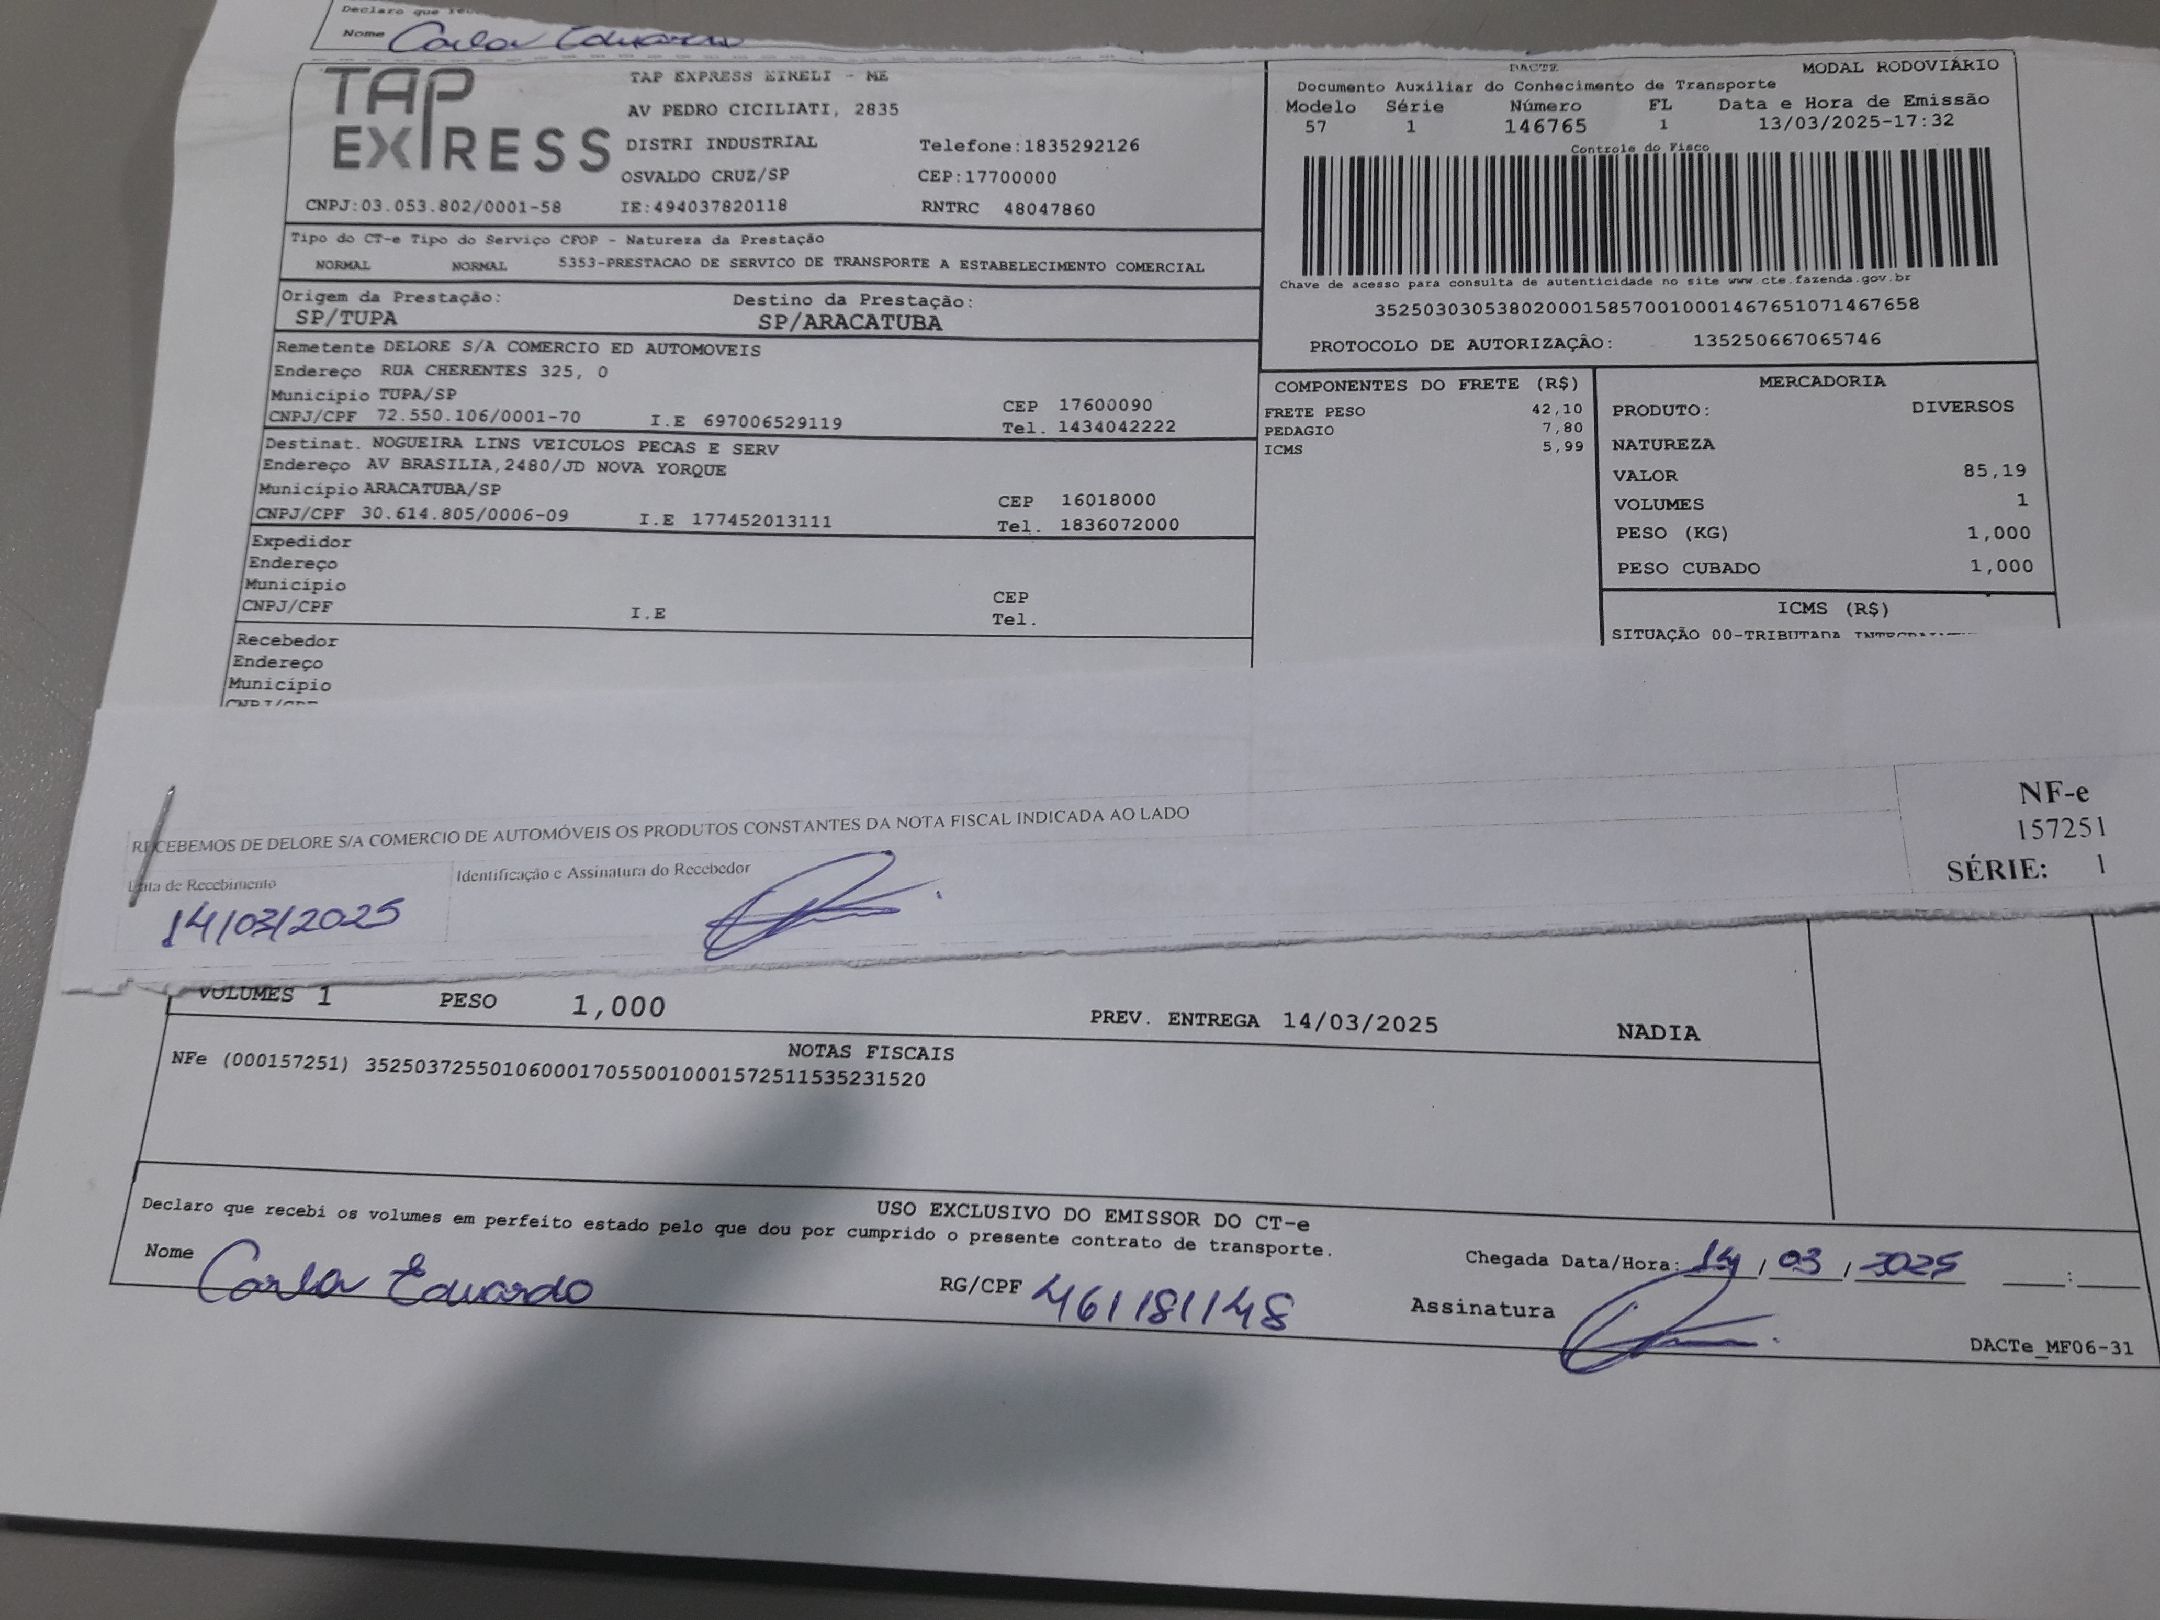 Declaro que
Nome Carlos Eduardo
TAP EXPRESS
TAP EXPRESS EIRELI - ME
AV PEDRO CICILIATI, 2835
DISTRI INDUSTRIAL Telefone:1835292126
OSVALDO CRUZ/SP CEP:17700000
CNPJ:03.053.802/0001-58 IE:494037820118 RNTRC 48047860
DACTE MODAL RODOVIÁRIO
Documento Auxiliar do Conhecimento de Transporte
Modelo Série Número FL Data e Hora de Emissão
57 1 146765 1 13/03/2025-17:32
Controle do Fisco
Chave de acesso para consulta de autenticidade no site www.cte.fazenda.gov.br
35250303053802000158570010001467651071467658
PROTOCOLO DE AUTORIZAÇÃO: 135250667065746
Tipo do CT-e Tipo do Serviço CFOP - Natureza da Prestação
NORMAL NORMAL 5353-PRESTACAO DE SERVICO DE TRANSPORTE A ESTABELECIMENTO COMERCIAL
Origem da Prestação: Destino da Prestação:
SP/TUPA SP/ARACATUBA
Remetente DELORE S/A COMERCIO ED AUTOMOVEIS
Endereço RUA CHERENTES 325, 0
Município TUPA/SP CEP 17600090
CNPJ/CPF 72.550.106/0001-70 I.E 697006529119 Tel. 1434042222
Destinat. NOGUEIRA LINS VEICULOS PECAS E SERV
Endereço AV BRASILIA,2480/JD NOVA YORQUE
Município ARACATUBA/SP CEP 16018000
CNPJ/CPF 30.614.805/0006-09 I.E 177452013111 Tel. 1836072000
Expedidor
Endereço
Município CEP
CNPJ/CPF I.E Tel.
Recebedor
Endereço
Município
CNPJ/CPF
COMPONENTES DO FRETE (R$)
FRETE PESO 42,10
PEDAGIO 7,80
ICMS 5,99
MERCADORIA
PRODUTO: DIVERSOS
NATUREZA
VALOR 85,19
VOLUMES 1
PESO (KG) 1,000
PESO CUBADO 1,000
ICMS (R$)
SITUAÇÃO 00-TRIBUTADA
RECEBEMOS DE DELORE S/A COMERCIO DE AUTOMÓVEIS OS PRODUTOS CONSTANTES DA NOTA FISCAL INDICADA AO LADO
Data de Recebimento Identificação e Assinatura do Recebedor
14/03/2025
NF-e
157251
SÉRIE: 1
VOLUMES 1 PESO 1,000 PREV. ENTREGA 14/03/2025 NADIA
NOTAS FISCAIS
NFe (000157251) 35250372550106000170550010001572511535231520
USO EXCLUSIVO DO EMISSOR DO CT-e
Declaro que recebi os volumes em perfeito estado pelo que dou por cumprido o presente contrato de transporte.
Nome Carlos Eduardo RG/CPF 461181148 Chegada Data/Hora: 14/03/2025 __:__
Assinatura
DACTe_MF06-31